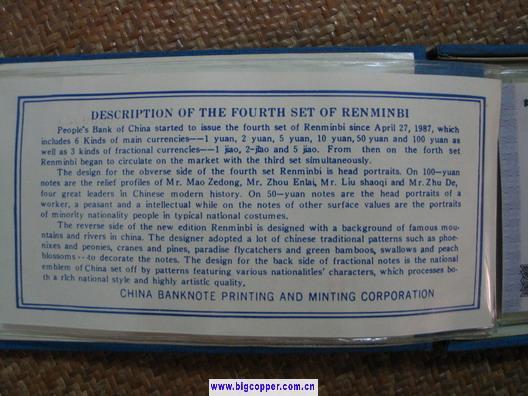 DESCRIPTION OF THE FOURTH SET OF RENMINBI
People's Bank of China started to issue the fourth set of Renminbi since April 27, 1987, which
includes 6 Kinds of main currencies——1 yuan, 2 yuan, 5 yuan, 10 yuan, 50 yuan and 100 yuan as
well as 3 kinds of fractional currencies——1 jiao, 2-jiao and 5 jiao. From then on the forth set
Renminbi began to circulate on the market with the third set simultaneously.
The design for the obverse side of the fourth set Renminbi is head portraits. On 100—yuan
notes are the relief profiles of Mr. Mao Zedong, Mr. Zhou Enlai, Mr. Liu shaoqi and Mr. Zhu De,
four great leaders in Chinese modern history. On 50—yuan notes are the head portraits of a
worker, a peasant and a intellectual while on the notes of other surface values are the portraits
of minority nationality people in typical national costumes.
The reverse side of the new edition Renminbi is designed with a background of famous mou-
ntains and rivers in china. The designer adopted a lot of chinese traditional patterns such as phoe-
nixes and peonies, cranes and pines, paradise flycatchers and green bamboos, swallows and peach
blossoms ··· to decorate the notes. The design for the back side of fractional notes is the national
emblem of China set off by patterns featuring various nationalities' characters, which processes bo-
th a rich national style and highly artistic quality.
CHINA BANKNOTE PRINTING AND MINTING CORPORATION
www.bigcopper.com.cn